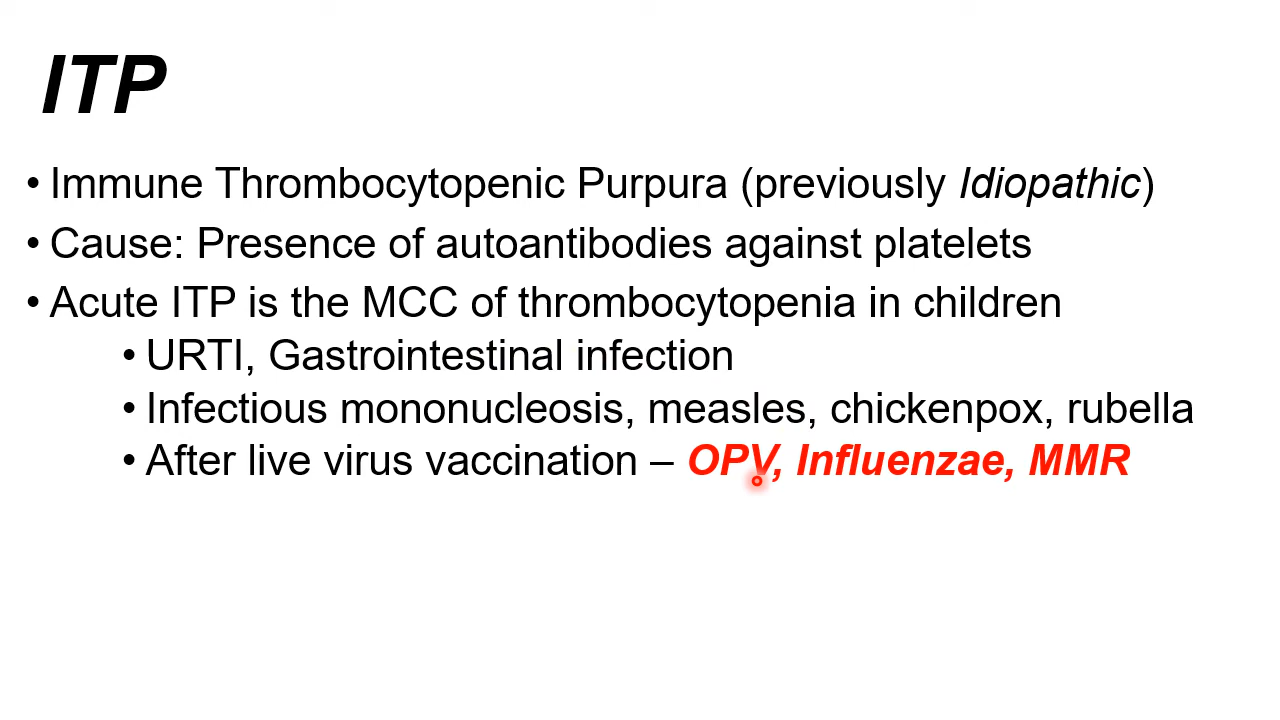 ITP
• Immune Thrombocytopenic Purpura (previously Idiopathic)
• Cause: Presence of autoantibodies against platelets
• Acute ITP is the MCC of thrombocytopenia in children
• URTI, Gastrointestinal infection
• Infectious mononucleosis, measles, chickenpox, rubella
• After live virus vaccination – OPV, Influenzae, MMR